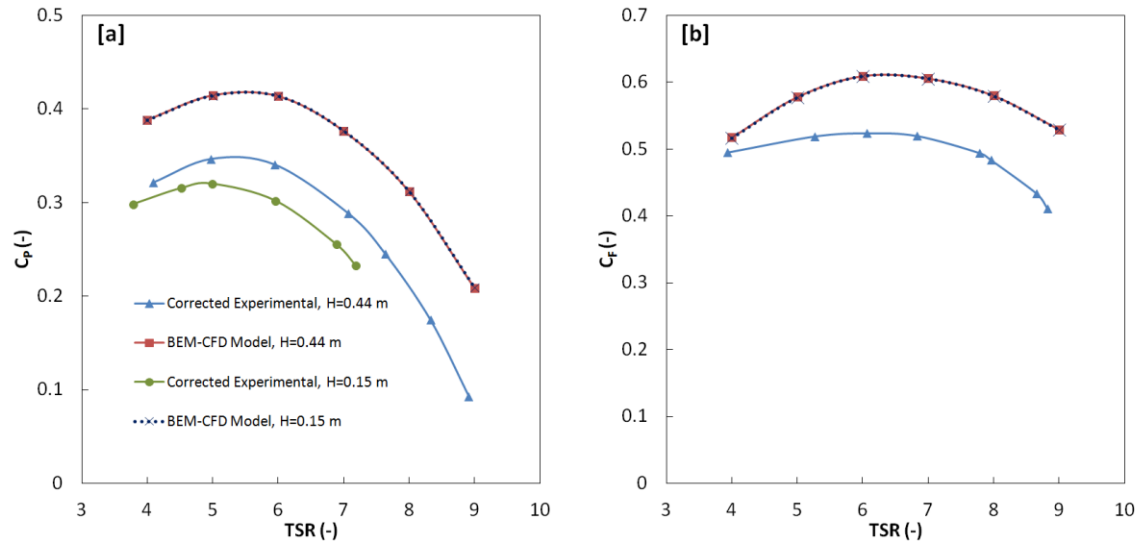 [a]
0.5
0.4
0.3
0.2
0.1
0
C_P (-)
Corrected Experimental, H=0.44 m
BEM-CFD Model, H=0.44 m
Corrected Experimental, H=0.15 m
BEM-CFD Model, H=0.15 m
3 4 5 6 7 8 9 10
TSR (-)
[b]
0.7
0.6
0.5
0.4
0.3
0.2
0.1
0
C_F (-)
3 4 5 6 7 8 9 10
TSR (-)